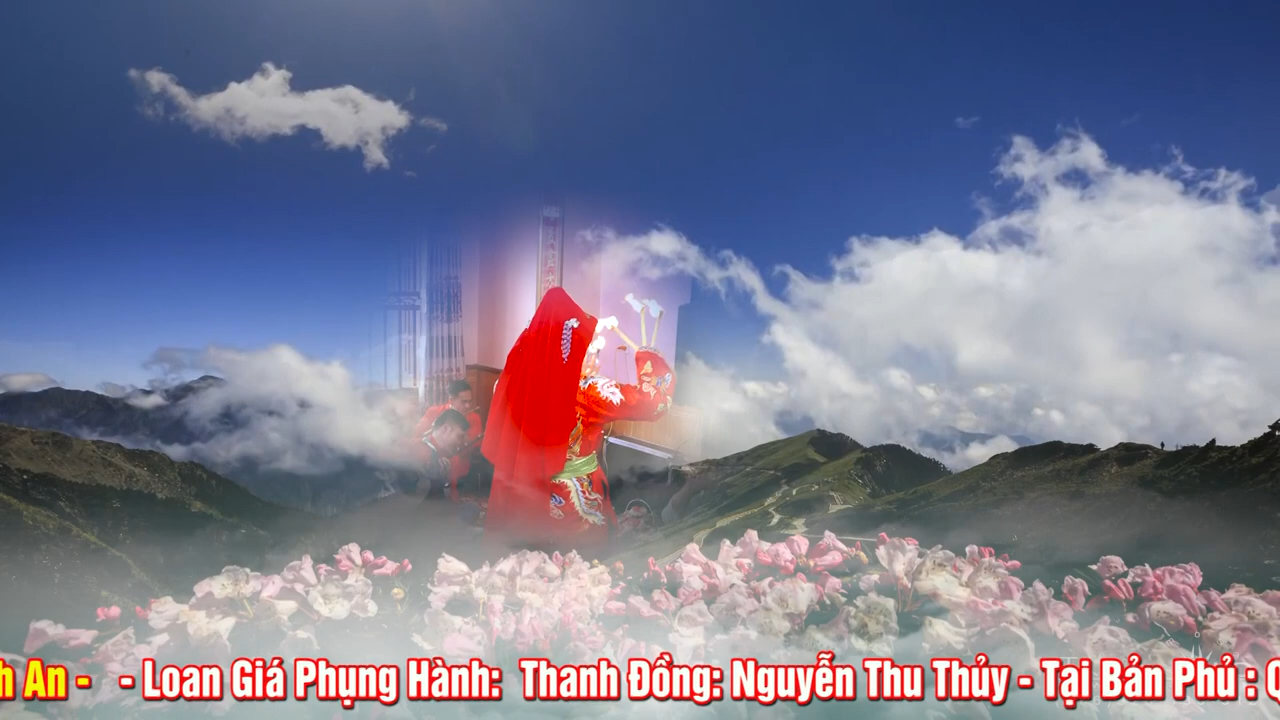 h An - - Loan Giá Phụng Hành: Thanh Đồng: Nguyễn Thu Thủy - Tại Bản Phủ : C